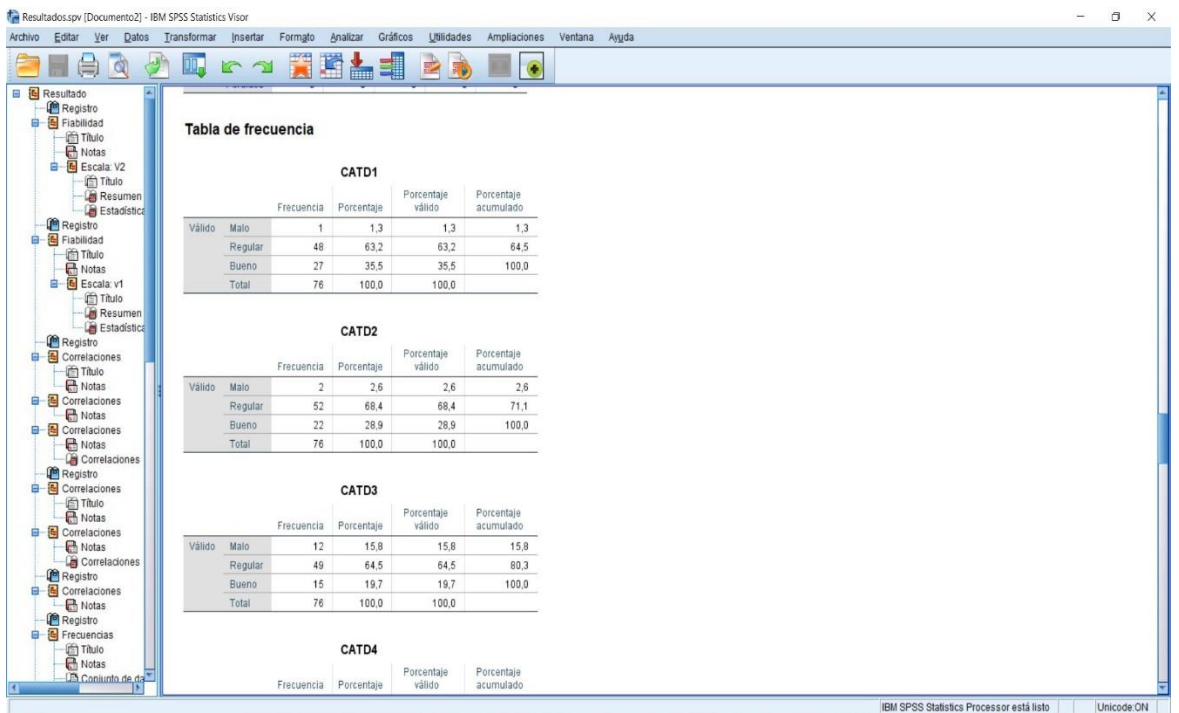 Resultados.spv [Documento2] - IBM SPSS Statistics Visor
Archivo Editar Ver Datos Transformar Insertar Formato Analizar Gráficos Utilidades Ampliaciones Ventana Ayuda
Resultado
Registro
Fiabilidad
Título
Notas
Escala: V2
Título
Resumen
Estadística
Registro
Fiabilidad
Título
Notas
Escala: v1
Título
Resumen
Estadística
Registro
Correlaciones
Título
Notas
Correlaciones
Notas
Correlaciones
Notas
Correlaciones
Registro
Correlaciones
Título
Notas
Correlaciones
Notas
Correlaciones
Registro
Correlaciones
Notas
Registro
Frecuencias
Título
Notas
Conjunto de da
Tabla de frecuencia
CATD1
Frecuencia Porcentaje Porcentaje válido Porcentaje acumulado
Válido Malo 1 1,3 1,3 1,3
Regular 48 63,2 63,2 64,5
Bueno 27 35,5 35,5 100,0
Total 76 100,0 100,0
CATD2
Frecuencia Porcentaje Porcentaje válido Porcentaje acumulado
Válido Malo 2 2,6 2,6 2,6
Regular 52 68,4 68,4 71,1
Bueno 22 28,9 28,9 100,0
Total 76 100,0 100,0
CATD3
Frecuencia Porcentaje Porcentaje válido Porcentaje acumulado
Válido Malo 12 15,8 15,8 15,8
Regular 49 64,5 64,5 80,3
Bueno 15 19,7 19,7 100,0
Total 76 100,0 100,0
CATD4
Frecuencia Porcentaje Porcentaje válido Porcentaje acumulado
IBM SPSS Statistics Processor está listo Unicode:ON